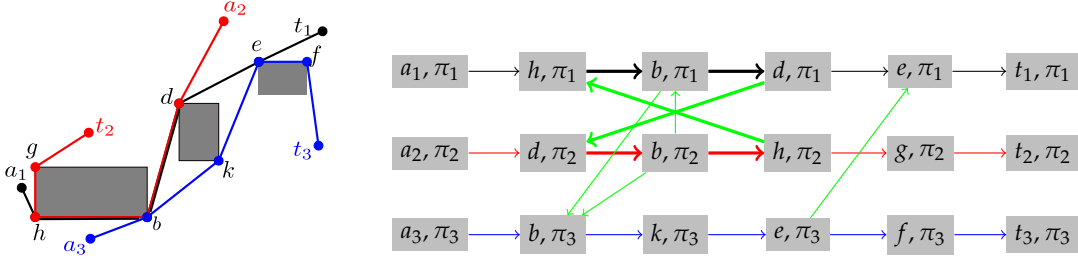 a₂
t₁
e
f
t₂
d
g
a₁
t₃
k
h
b
a₃
a₁, π₁ h, π₁ b, π₁ d, π₁ e, π₁ t₁, π₁
a₂, π₂ d, π₂ b, π₂ h, π₂ g, π₂ t₂, π₂
a₃, π₃ b, π₃ k, π₃ e, π₃ f, π₃ t₃, π₃